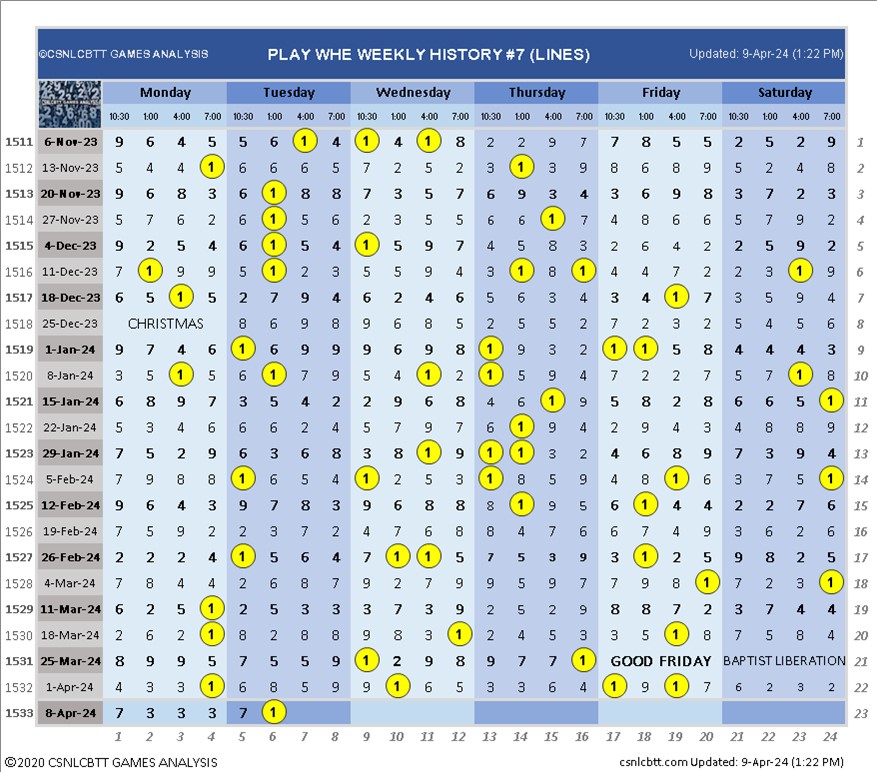 ©CSNLCBTT GAMES ANALYSIS PLAY WHE WEEKLY HISTORY #7 (LINES) Updated: 9-Apr-24 (1:22 PM)
Monday Tuesday Wednesday Thursday Friday Saturday
10:30 1:00 4:00 7:00 10:30 1:00 4:00 7:00 10:30 1:00 4:00 7:00 10:30 1:00 4:00 7:00 10:30 1:00 4:00 7:00 10:30 1:00 4:00 7:00
1511 6-Nov-23 9 6 4 5 5 6 1 4 1 4 1 8 2 2 9 7 7 8 5 5 2 5 2 9 1
1512 13-Nov-23 5 4 4 1 6 6 6 5 7 2 5 2 3 1 3 9 8 6 8 9 5 2 4 8 2
1513 20-Nov-23 9 6 8 3 6 1 8 8 7 3 5 7 6 9 3 4 3 6 9 8 3 7 2 3 3
1514 27-Nov-23 5 7 6 2 6 1 5 6 2 3 5 5 6 4 1 7 4 8 8 6 5 7 9 2 4
1515 4-Dec-23 9 2 5 4 6 1 5 4 1 5 9 7 4 5 8 3 2 6 4 2 2 5 9 2 5
1516 11-Dec-23 7 1 9 9 5 1 2 3 5 5 9 4 3 1 8 1 4 4 7 2 2 3 1 9 6
1517 18-Dec-23 6 5 1 5 2 7 9 4 6 2 4 6 5 6 3 4 3 4 1 7 3 5 9 4 7
1518 25-Dec-23 CHRISTMAS 8 6 9 8 9 6 8 5 2 5 5 2 7 2 3 2 5 4 5 6 8
1519 1-Jan-24 9 7 4 6 1 6 9 9 9 6 9 8 1 9 3 2 1 1 5 8 4 4 4 3 9
1520 8-Jan-24 3 5 1 5 6 1 7 9 5 4 1 2 1 5 9 4 7 2 2 7 5 7 1 8 10
1521 15-Jan-24 6 8 9 7 3 5 4 2 2 9 6 8 4 6 1 9 5 8 2 8 6 6 5 1 11
1522 22-Jan-24 5 3 4 6 6 6 2 4 5 7 9 7 6 1 9 4 2 9 4 3 4 8 8 9 12
1523 29-Jan-24 7 5 2 9 6 3 6 8 3 8 1 9 1 1 3 2 4 6 8 9 7 3 9 4 13
1524 5-Feb-24 7 9 8 8 1 6 5 4 1 2 5 3 1 8 5 9 4 8 1 6 5 7 4 1 14
1525 12-Feb-24 9 6 4 3 9 7 8 3 9 6 8 8 8 1 9 5 6 1 4 4 2 2 7 6 15
1526 19-Feb-24 7 5 9 2 2 3 7 2 4 7 6 8 8 4 7 6 6 7 4 9 3 6 2 6 16
1527 26-Feb-24 2 2 2 4 1 5 6 4 7 1 1 5 7 5 3 9 3 1 2 5 9 8 2 5 17
1528 4-Mar-24 7 8 4 4 2 6 8 7 9 2 7 9 9 5 9 7 7 9 8 1 7 2 3 1 18
1529 11-Mar-24 6 2 5 1 2 5 3 3 3 7 3 9 2 5 2 9 8 8 7 2 3 7 4 4 19
1530 18-Mar-24 2 6 2 1 8 2 8 8 9 8 3 1 2 4 5 3 3 5 1 8 7 5 8 4 20
1531 25-Mar-24 8 9 9 5 7 5 5 9 1 2 9 8 9 7 7 1 GOOD FRIDAY BAPTIST LIBERATION 21
1532 1-Apr-24 4 3 3 1 6 8 5 9 9 1 6 5 3 3 6 4 1 9 1 7 6 2 3 2 22
1533 8-Apr-24 7 3 3 3 7 1 23
1 2 3 4 5 6 7 8 9 10 11 12 13 14 15 16 17 18 19 20 21 22 23 24
©2020 CSNLCBTT GAMES ANALYSIS csnlcbtt.com Updated: 9-Apr-24 (1:22 PM)